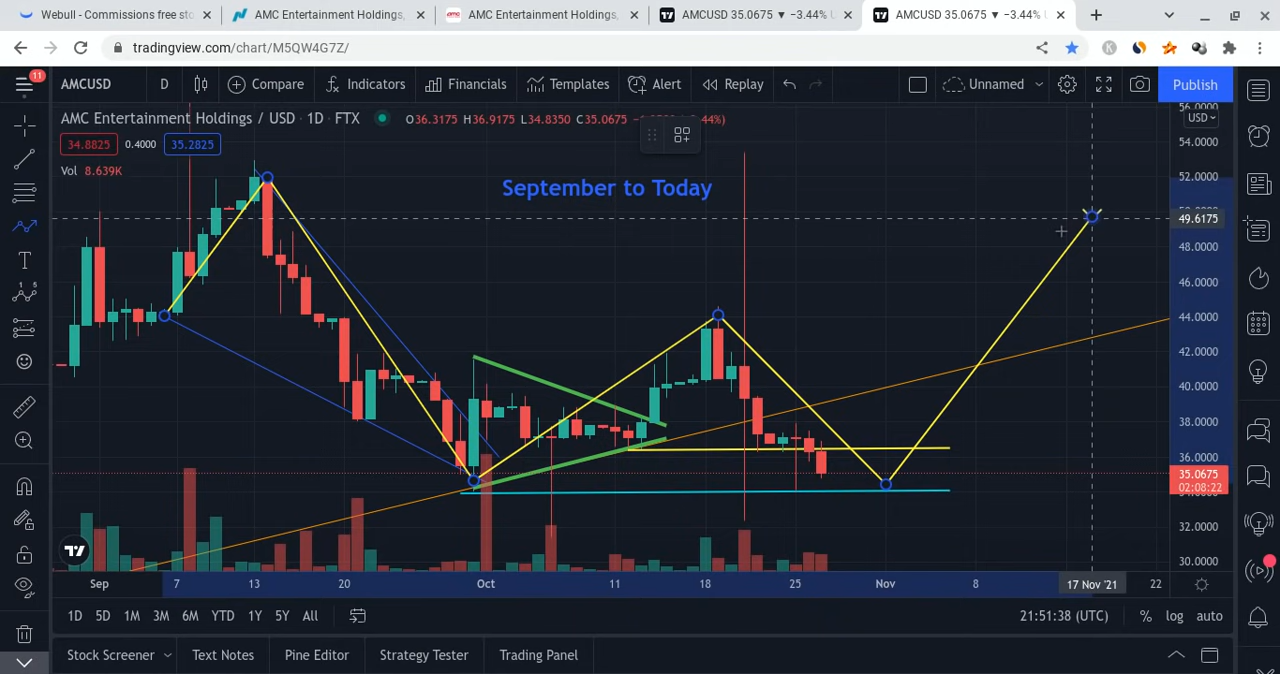 Webull - Commissions free sto
AMC Entertainment Holdings,
AMC Entertainment Holdings,
AMCUSD 35.0675 ▼ −3.44% U
AMCUSD 35.0675 ▼ −3.44% U
tradingview.com/chart/M5QW4G7Z/
K
11
AMCUSD
D
Compare
Indicators
Financials
Templates
Alert
Replay
Unnamed
Publish
AMC Entertainment Holdings / USD · 1D · FTX
O36.3175 H36.9175 L34.8350 C35.0675
34.8825 0.4000 35.2825
Vol 8.639K
September to Today
USD
56.0000
54.0000
52.0000
49.6175
48.0000
46.0000
44.0000
42.0000
40.0000
38.0000
36.0000
35.0675
02:08:22
32.0000
30.0000
Sep 7 13 20 Oct 11 18 25 Nov 8 17 Nov '21 22
1D 5D 1M 3M 6M YTD 1Y 5Y All
21:51:38 (UTC) % log auto
Stock Screener Text Notes Pine Editor Strategy Tester Trading Panel